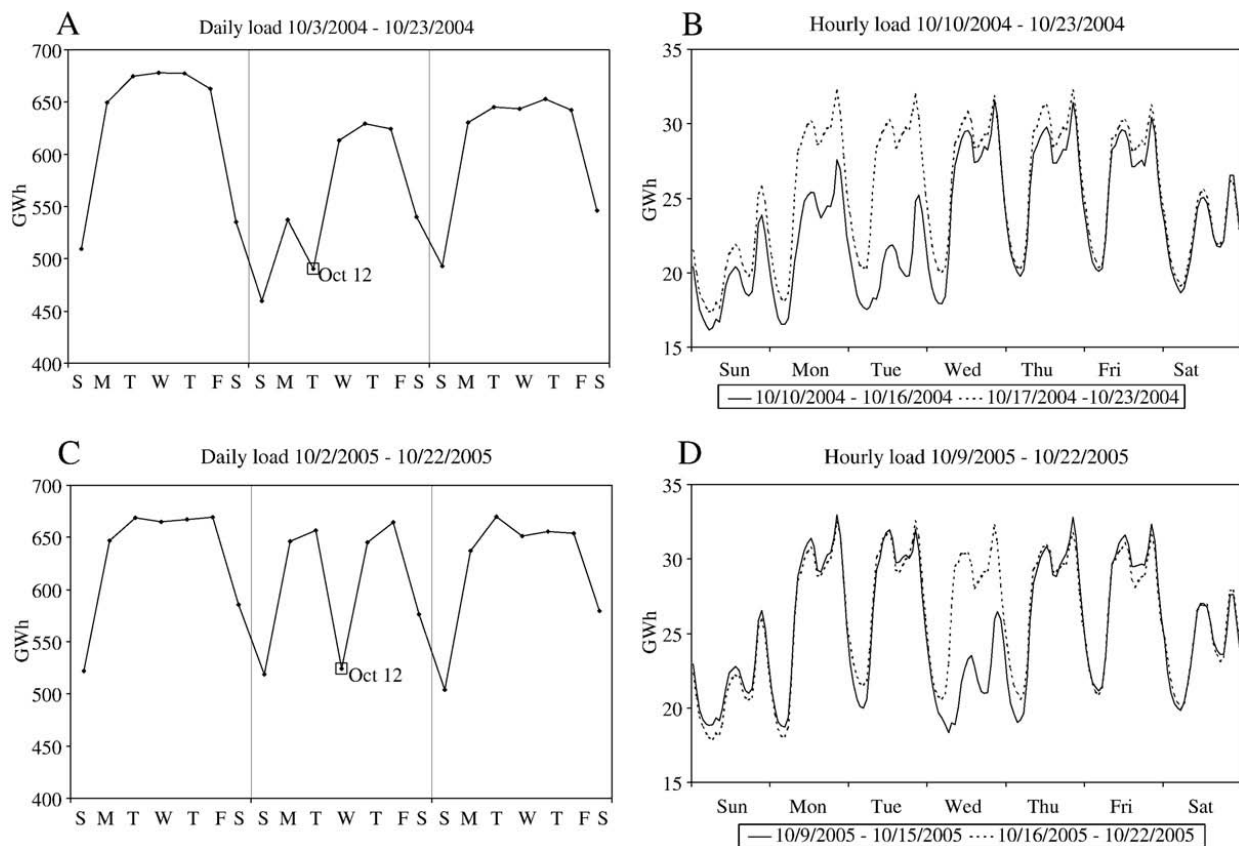 A
Daily load 10/3/2004 - 10/23/2004
700
650
600
550
500
450
400
GWh
Oct 12
S M T W T F S S M T W T F S S M T W T F S
B
Hourly load 10/10/2004 - 10/23/2004
35
30
25
20
15
GWh
Sun Mon Tue Wed Thu Fri Sat
10/10/2004 - 10/16/2004 10/17/2004 -10/23/2004
C
Daily load 10/2/2005 - 10/22/2005
700
650
600
550
500
450
400
GWh
Oct 12
S M T W T F S S M T W T F S S M T W T F S
D
Hourly load 10/9/2005 - 10/22/2005
35
30
25
20
15
GWh
Sun Mon Tue Wed Thu Fri Sat
10/9/2005 - 10/15/2005 10/16/2005 - 10/22/2005